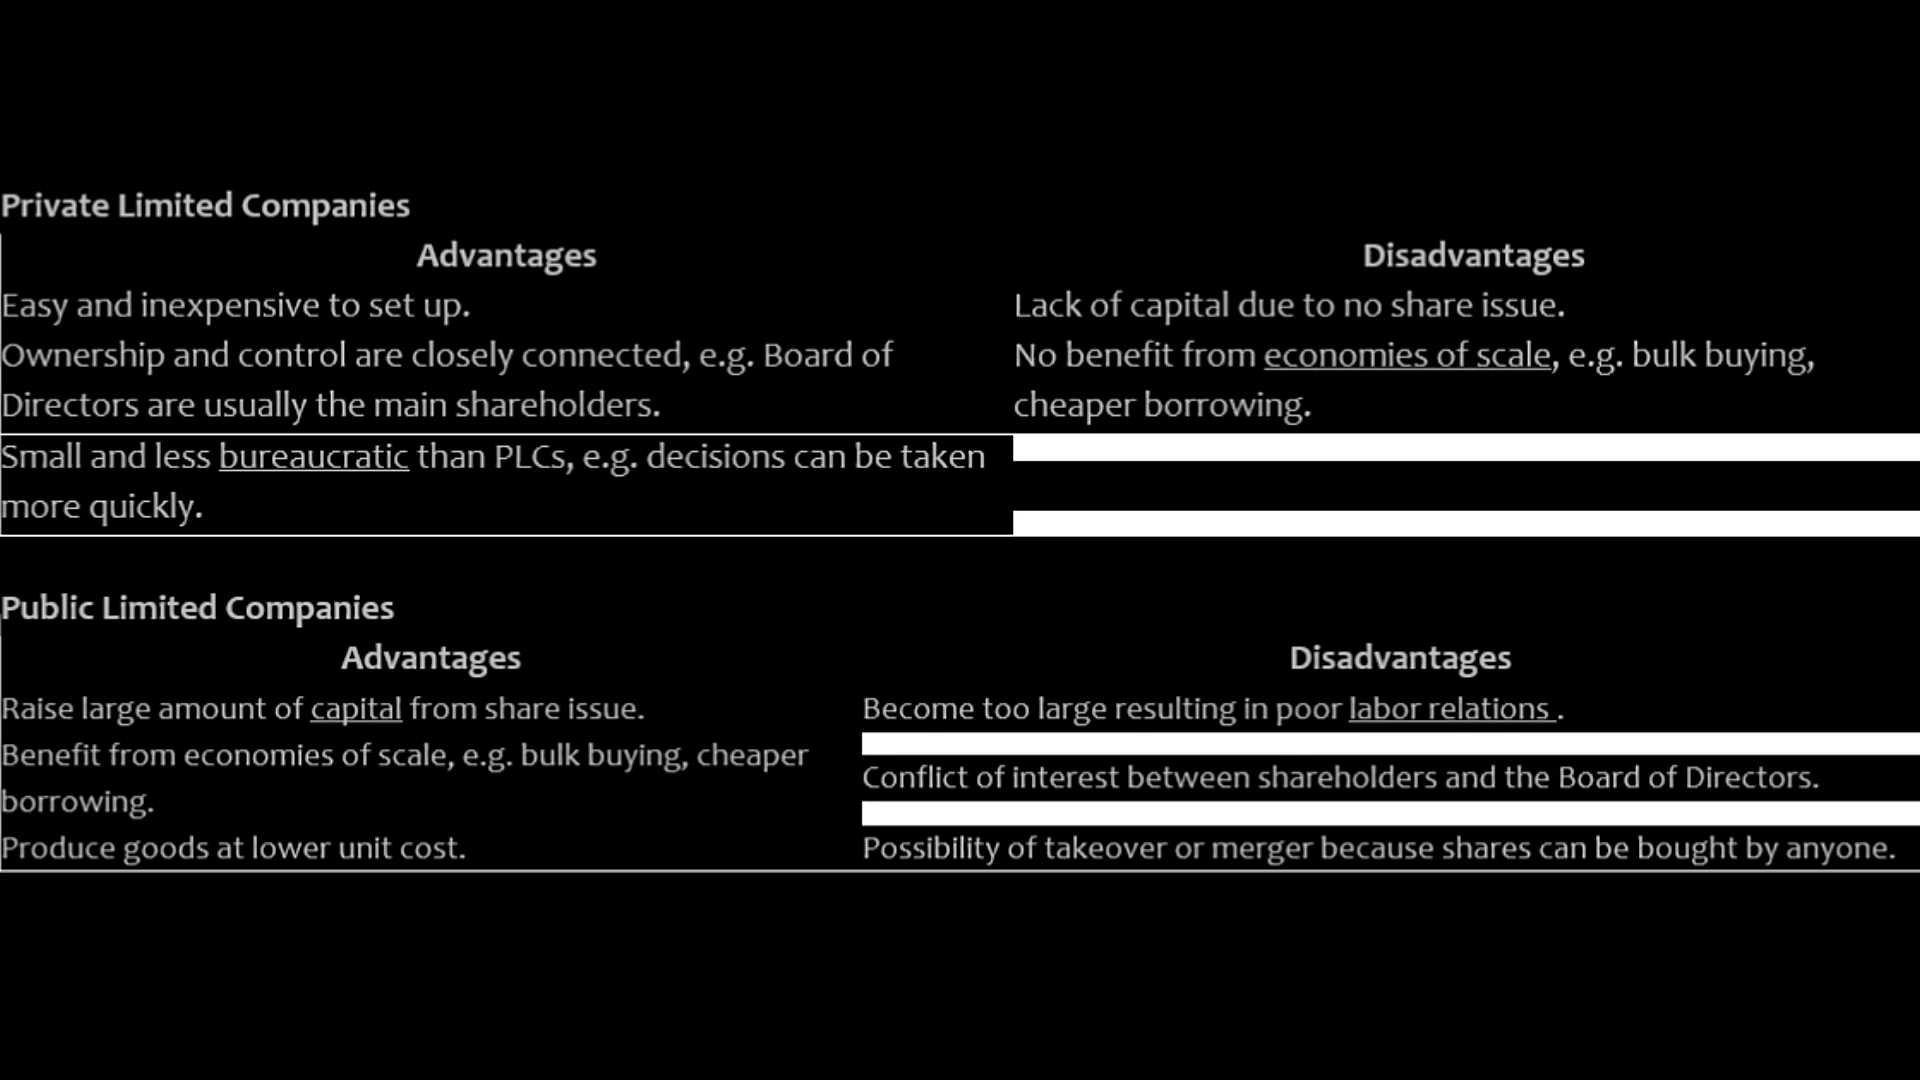 Private Limited Companies
Advantages
Disadvantages
Easy and inexpensive to set up.
Lack of capital due to no share issue.
Ownership and control are closely connected, e.g. Board of
Directors are usually the main shareholders.
No benefit from economies of scale, e.g. bulk buying,
cheaper borrowing.
Small and less bureaucratic than PLCs, e.g. decisions can be taken
more quickly.
Public Limited Companies
Advantages
Disadvantages
Raise large amount of capital from share issue.
Become too large resulting in poor labor relations .
Benefit from economies of scale, e.g. bulk buying, cheaper
borrowing.
Conflict of interest between shareholders and the Board of Directors.
Produce goods at lower unit cost.
Possibility of takeover or merger because shares can be bought by anyone.